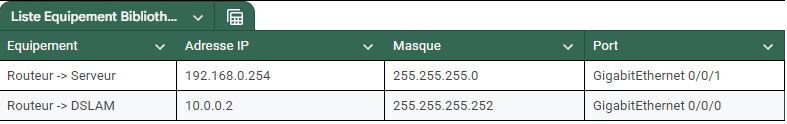 Liste Equipement Biblioth...
Equipement Adresse IP Masque Port
Routeur -> Serveur 192.168.0.254 255.255.255.0 GigabitEthernet 0/0/1
Routeur -> DSLAM 10.0.0.2 255.255.255.252 GigabitEthernet 0/0/0